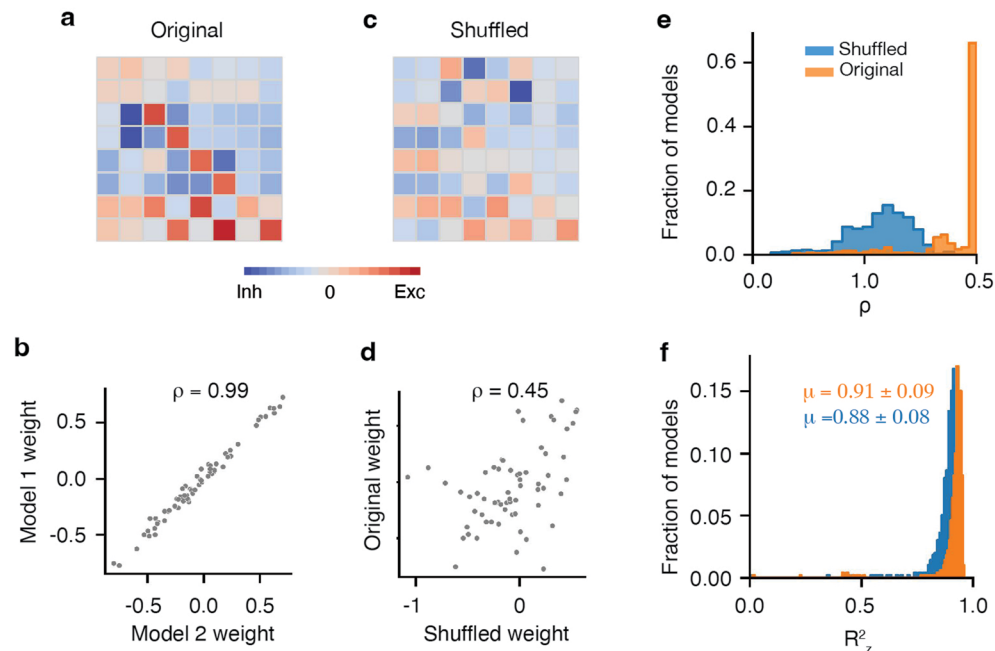 a
Original
c
Shuffled
Inh
0
Exc
b
ρ = 0.99
0.5
0.0
-0.5
Model 1 weight
-0.5
0.0
0.5
Model 2 weight
d
ρ = 0.45
Original weight
-1
0
Shuffled weight
e
Shuffled
Original
0.6
0.4
0.2
0.0
Fraction of models
0.0
1.0
0.5
ρ
f
μ = 0.91 ± 0.09
μ =0.88 ± 0.08
0.15
0.10
0.05
0.00
Fraction of models
0.0
0.5
1.0
R²z